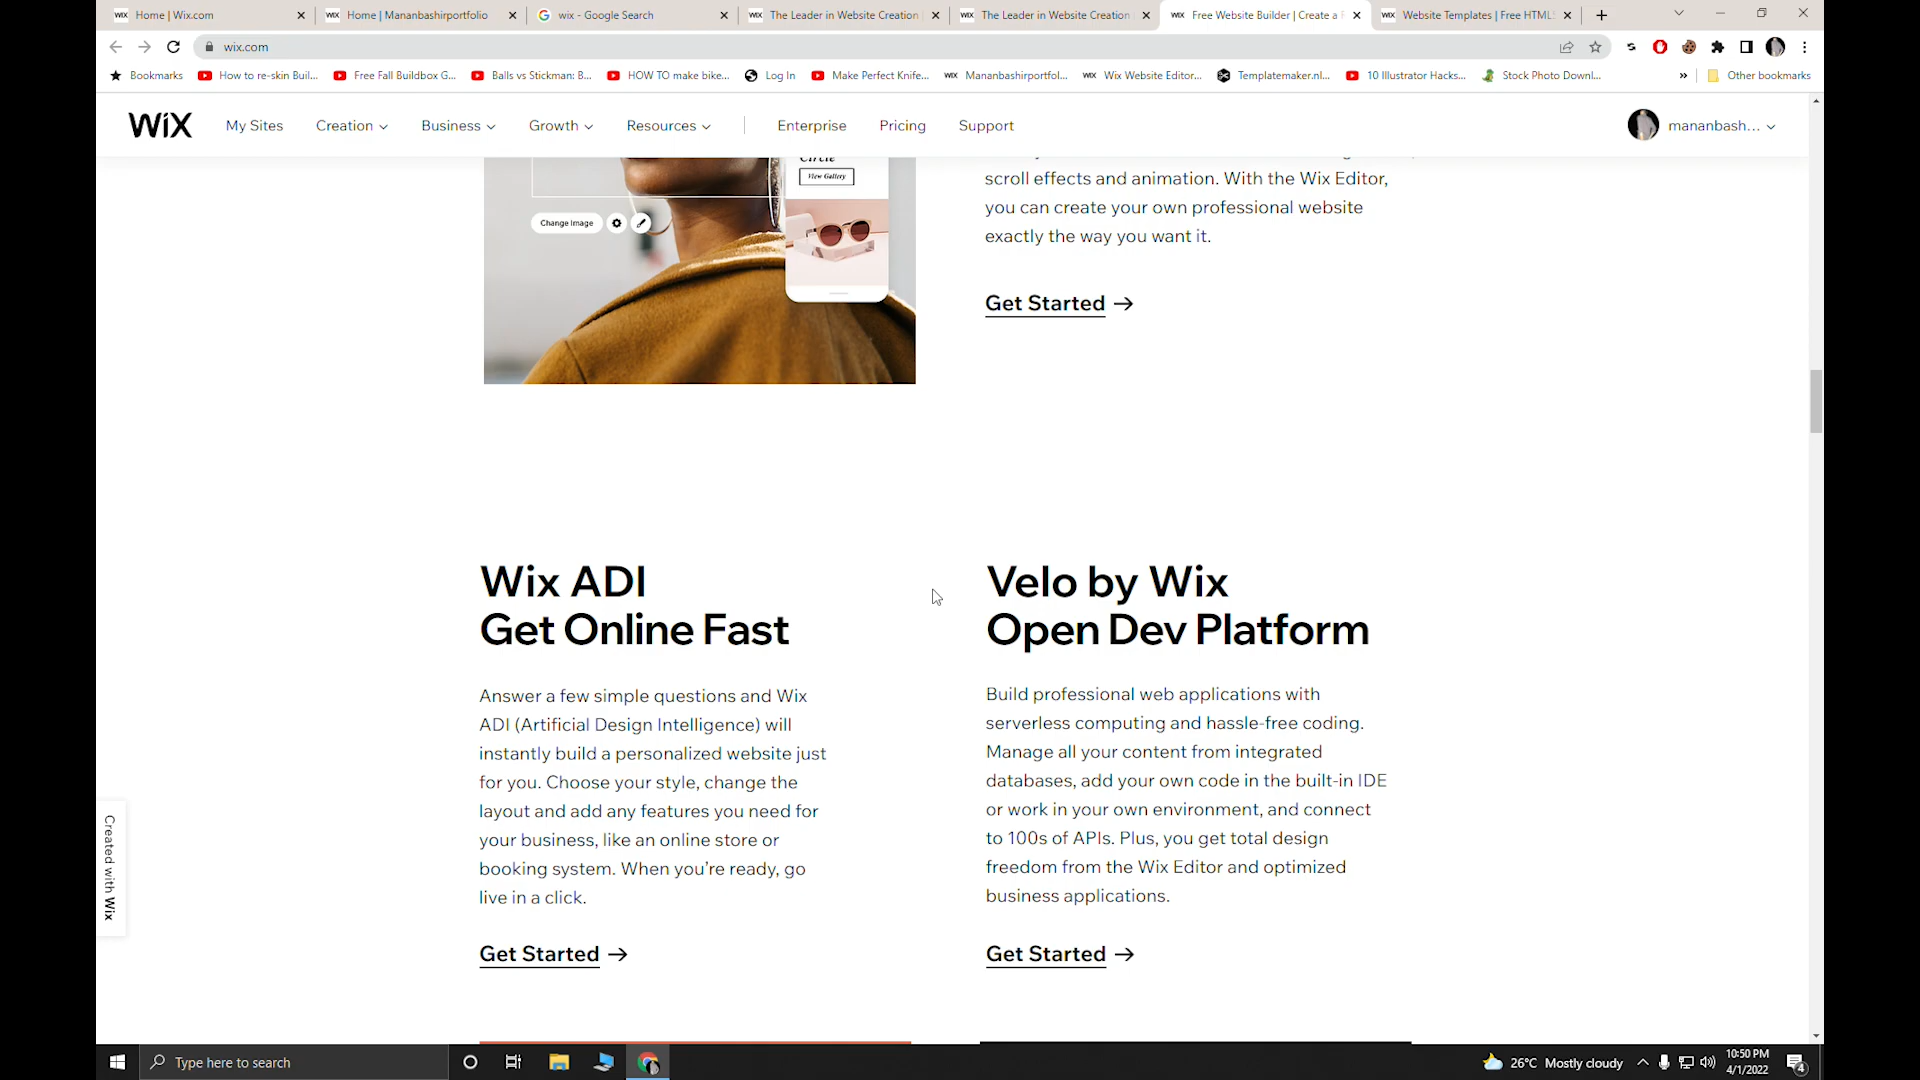 Home | Wix.com
Home | Mananbashirportfolio
wix - Google Search
The Leader in Website Creation
The Leader in Website Creation
Free Website Builder | Create a
Website Templates | Free HTML
wix.com
Bookmarks
How to re-skin Buil...
Free Fall Buildbox G...
Balls vs Stickman: B...
HOW TO make bike...
Log In
Make Perfect Knife...
Mananbashirportfol...
Wix Website Editor...
Templatemaker.nl...
10 Illustrator Hacks...
Stock Photo Downl...
Other bookmarks
WiX
My Sites
Creation
Business
Growth
Resources
Enterprise
Pricing
Support
mananbash...
Circle
View Gallery
Change Image
scroll effects and animation. With the Wix Editor,
you can create your own professional website
exactly the way you want it.
Get Started →
Wix ADI
Get Online Fast
Answer a few simple questions and Wix
ADI (Artificial Design Intelligence) will
instantly build a personalized website just
for you. Choose your style, change the
layout and add any features you need for
your business, like an online store or
booking system. When you’re ready, go
live in a click.
Get Started →
Velo by Wix
Open Dev Platform
Build professional web applications with
serverless computing and hassle-free coding.
Manage all your content from integrated
databases, add your own code in the built-in IDE
or work in your own environment, and connect
to 100s of APIs. Plus, you get total design
freedom from the Wix Editor and optimized
business applications.
Get Started →
Created with Wix
Type here to search
26°C Mostly cloudy
10:50 PM
4/1/2022
4